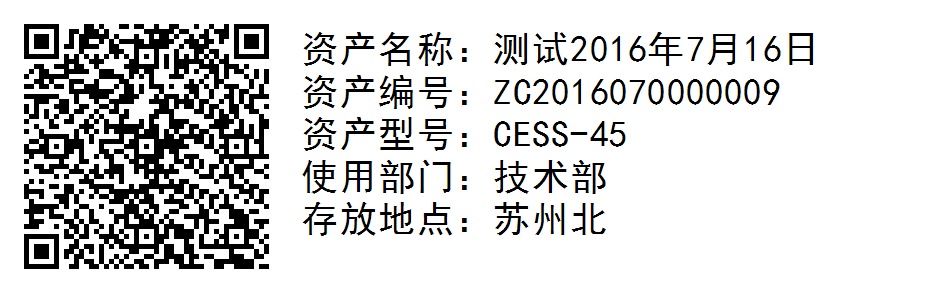 资产名称：测试2016年7月16日
资产编号：ZC2016070000009
资产型号：CESS-45
使用部门：技术部
存放地点：苏州北